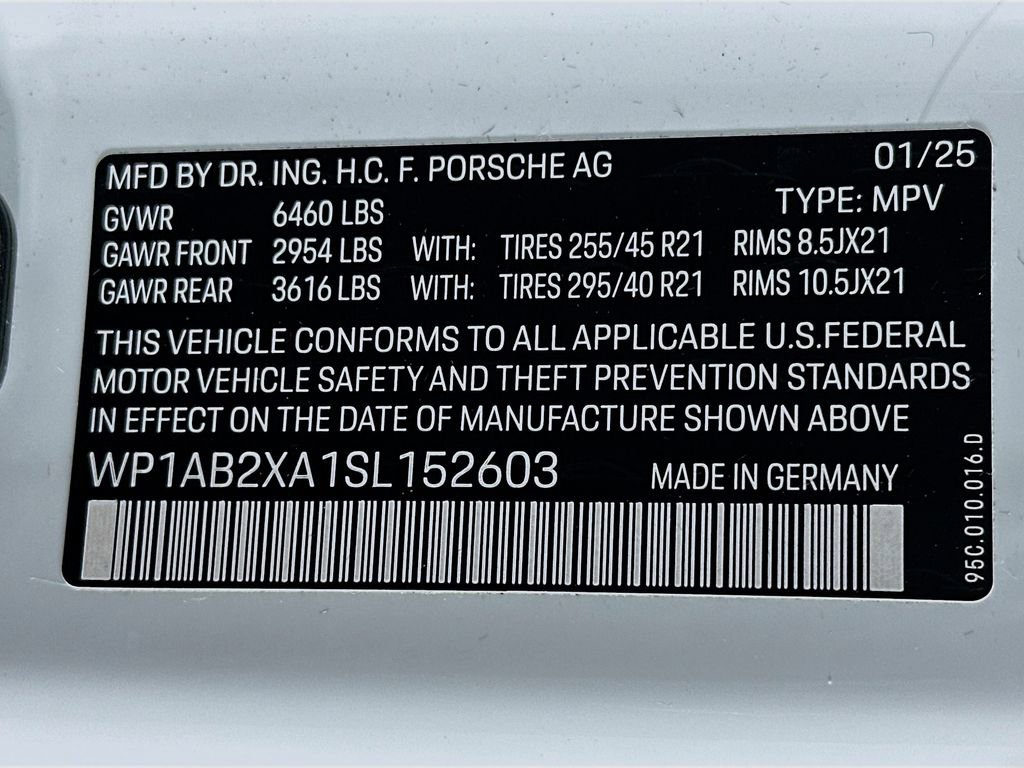 MFD BY DR. ING. H.C. F. PORSCHE AG 01/25
TYPE: MPV
GVWR 6460 LBS
GAWR FRONT 2954 LBS WITH: TIRES 255/45 R21 RIMS 8.5JX21
GAWR REAR 3616 LBS WITH: TIRES 295/40 R21 RIMS 10.5JX21
THIS VEHICLE CONFORMS TO ALL APPLICABLE U.S.FEDERAL
MOTOR VEHICLE SAFETY AND THEFT PREVENTION STANDARDS
IN EFFECT ON THE DATE OF MANUFACTURE SHOWN ABOVE
WP1AB2XA1SL152603 MADE IN GERMANY
95C.010.016.D